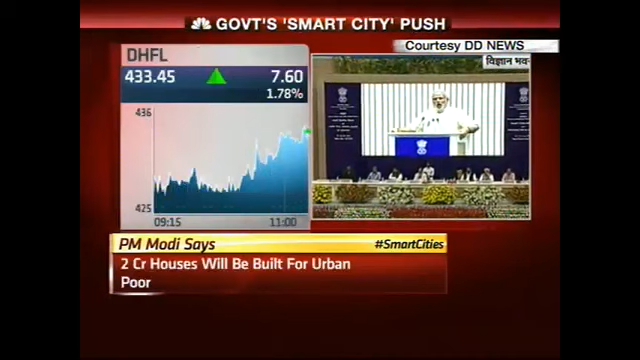 GOVT'S 'SMART CITY' PUSH
Courtesy DD NEWS
DHFL
433.45 7.60
1.78%
436
425
09:15 11:00
PM Modi Says #SmartCities
2 Cr Houses Will Be Built For Urban
Poor